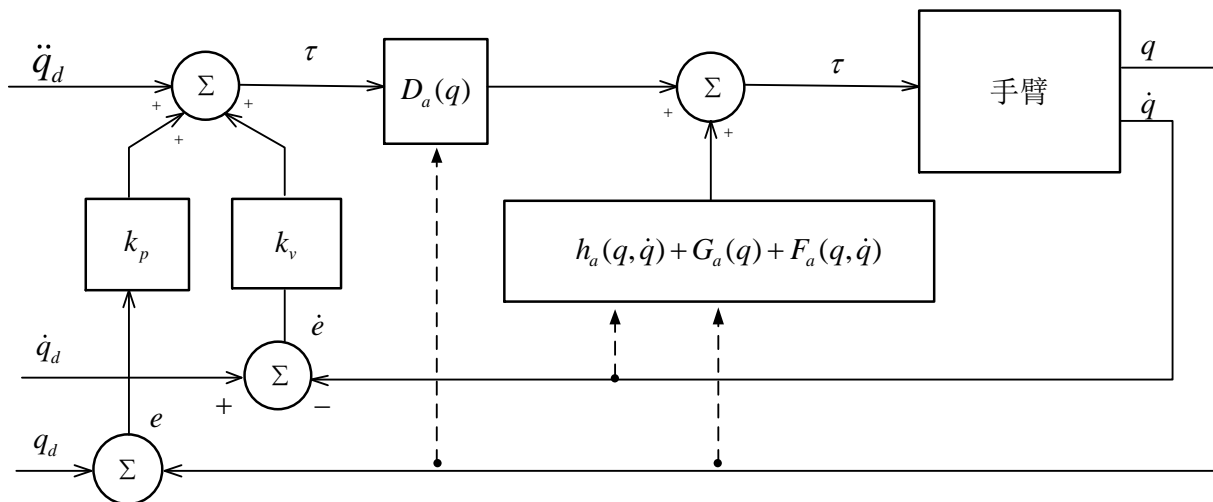 q̈_d
Σ
τ
D_a(q)
Σ
τ
手臂
q
q̇
+
+
+
+
+
+
k_p
k_v
h_a(q,q̇)+G_a(q)+F_a(q,q̇)
ė
q̇_d
Σ
+
−
e
q_d
Σ